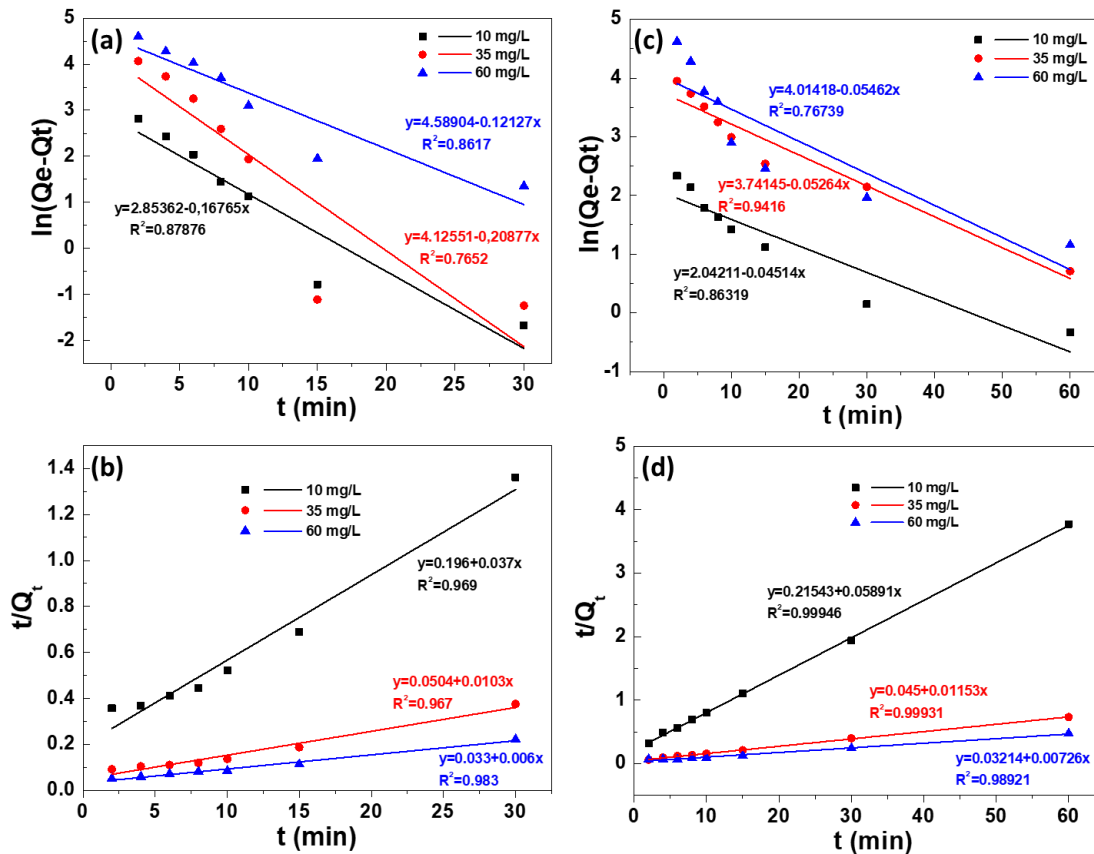 (a)
10 mg/L
35 mg/L
60 mg/L
y=4.58904-0.12127x
R²=0.8617
y=2.85362-0,16765x
R²=0.87876
y=4.12551-0,20877x
R²=0.7652
ln(Qe-Qt)
5
4
3
2
1
0
-1
-2
0 5 10 15 20 25 30
t (min)
(c)
10 mg/L
35 mg/L
60 mg/L
y=4.01418-0.05462x
R²=0.76739
y=3.74145-0.05264x
R²=0.9416
y=2.04211-0.04514x
R²=0.86319
ln(Qe-Qt)
5
4
3
2
1
0
-1
0 10 20 30 40 50 60
t (min)
(b)
10 mg/L
35 mg/L
60 mg/L
y=0.196+0.037x
R²=0.969
y=0.0504+0.0103x
R²=0.967
y=0.033+0.006x
R²=0.983
t/Qₜ
1.4
1.2
1.0
0.8
0.6
0.4
0.2
0.0
0 5 10 15 20 25 30
t (min)
(d)
10 mg/L
35 mg/L
60 mg/L
y=0.21543+0.05891x
R²=0.99946
y=0.045+0.01153x
R²=0.99931
y=0.03214+0.00726x
R²=0.98921
t/Qₜ
5
4
3
2
1
0
0 10 20 30 40 50 60
t (min)